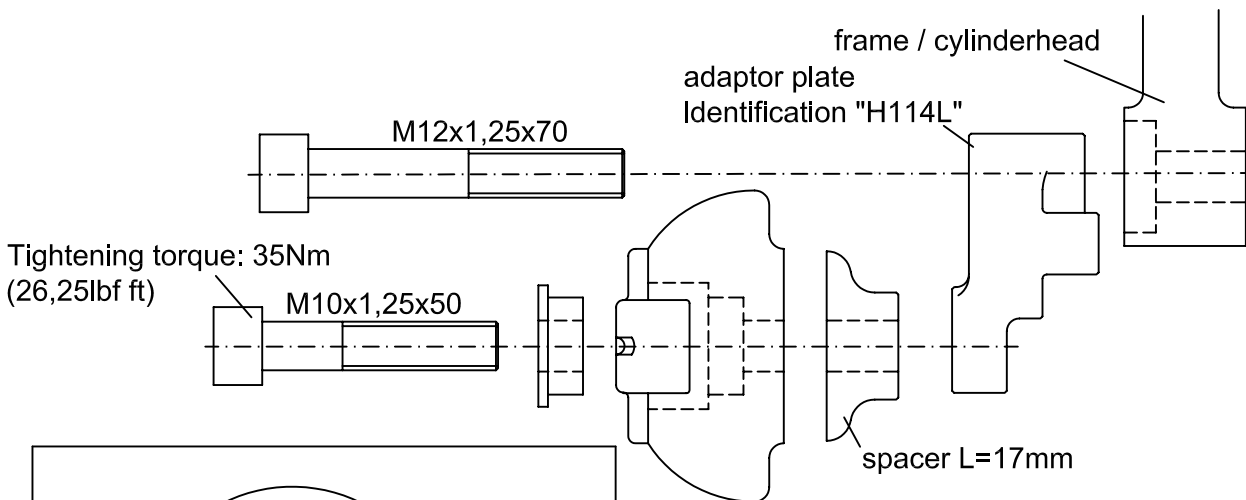 frame / cylinderhead
adaptor plate
Identification "H114L"
M12x1,25x70
Tightening torque: 35Nm
(26,25lbf ft)
M10x1,25x50
spacer L=17mm